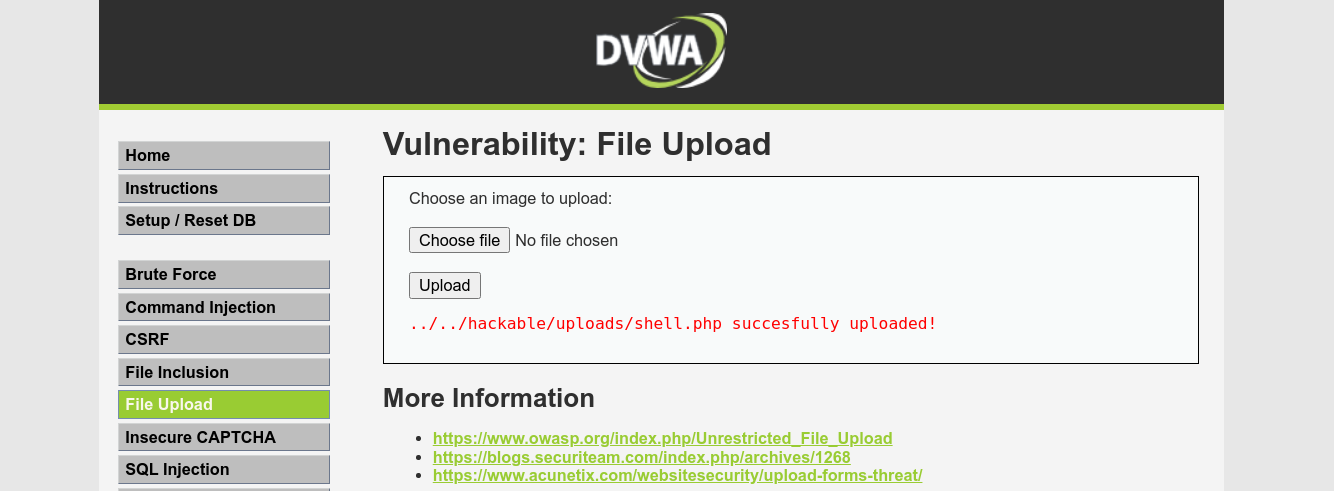 DVWA
Home
Instructions
Setup / Reset DB
Brute Force
Command Injection
CSRF
File Inclusion
File Upload
Insecure CAPTCHA
SQL Injection
Vulnerability: File Upload
Choose an image to upload:
Choose file No file chosen
Upload
../../hackable/uploads/shell.php succesfully uploaded!
More Information
https://www.owasp.org/index.php/Unrestricted_File_Upload
https://blogs.securiteam.com/index.php/archives/1268
https://www.acunetix.com/websitesecurity/upload-forms-threat/